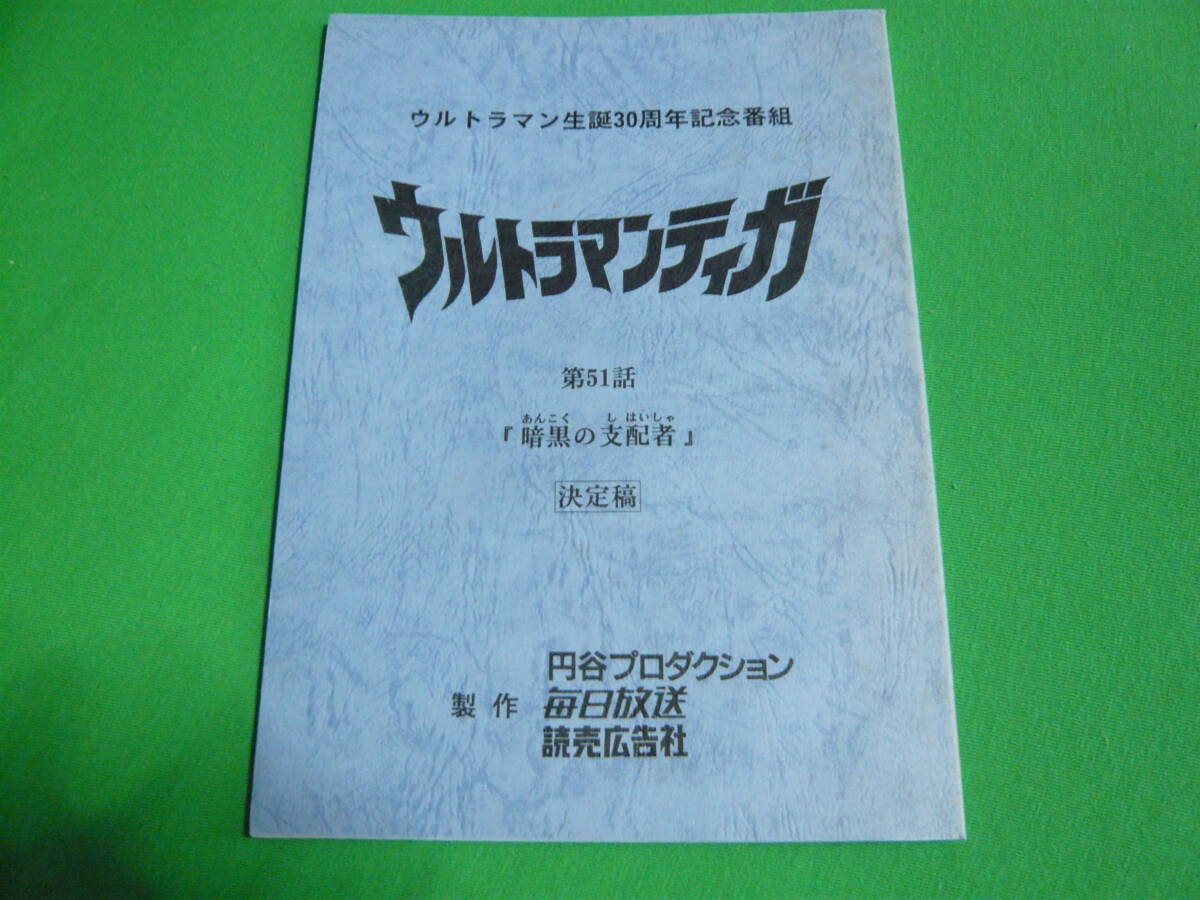 ウルトラマン生誕30周年記念番組
ウルトラマンティガ
第51話
あんこく しはいしゃ
『暗黒の支配者』
決定稿
円谷プロダクション
製作 毎日放送
読売広告社